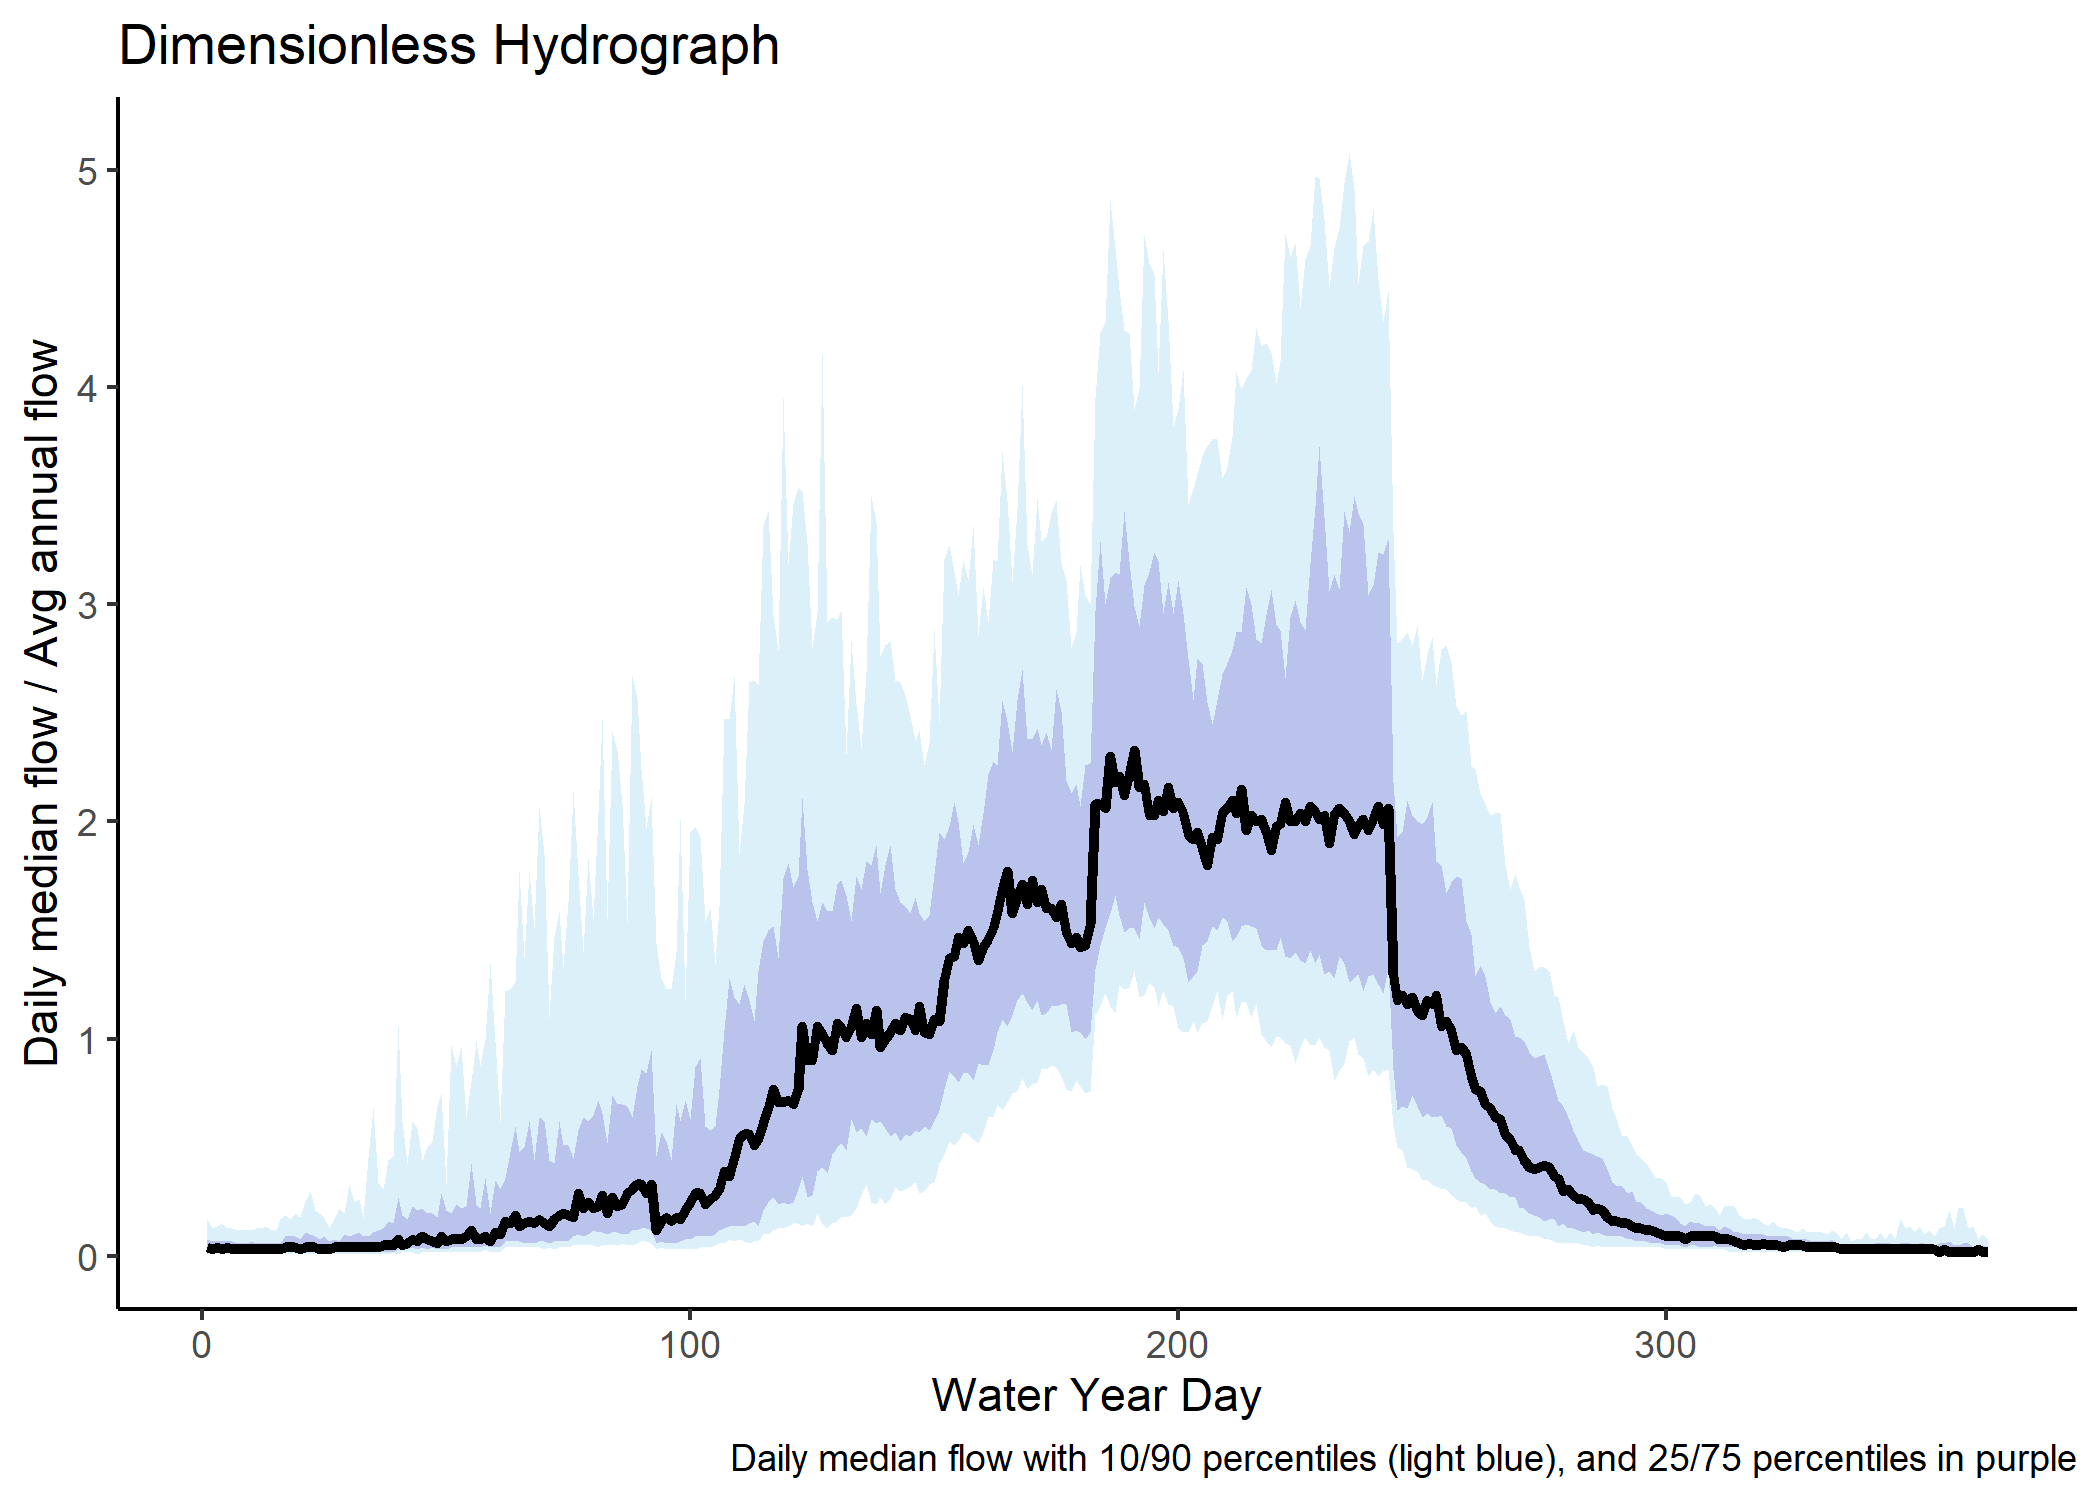 Dimensionless Hydrograph
Daily median flow / Avg annual flow
5
4
3
2
1
0
0 100 200 300
Water Year Day
Daily median flow with 10/90 percentiles (light blue), and 25/75 percentiles in purple